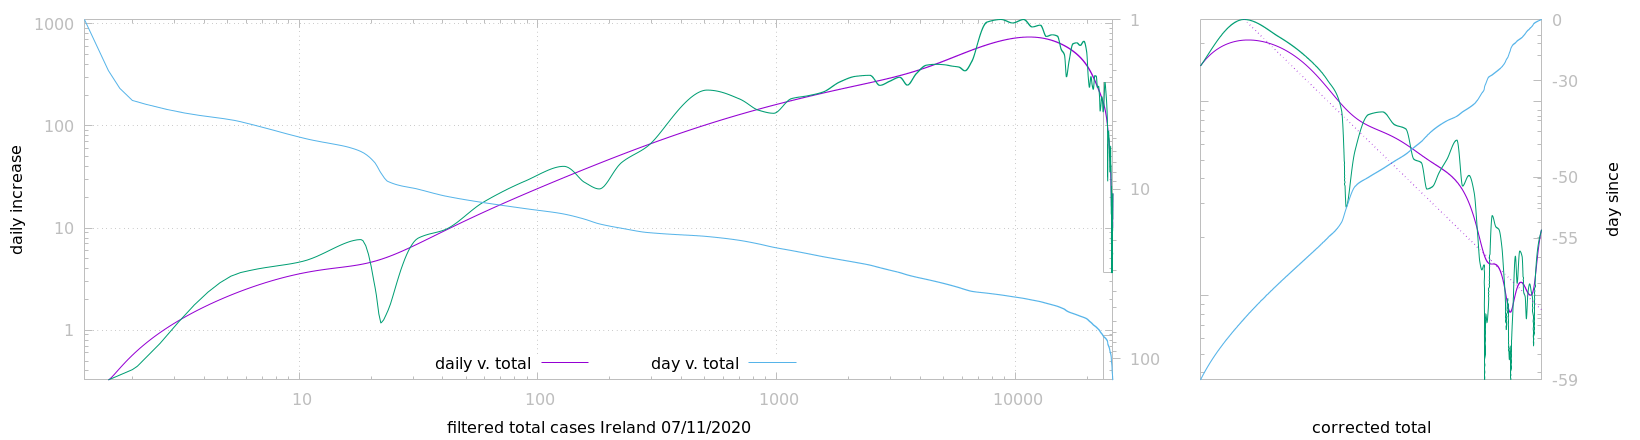 1000
100
10
1
daily increase
10
100
1000
10000
filtered total cases Ireland 07/11/2020
daily v. total
day v. total
1
10
100
0
-30
-50
-55
-59
day since
corrected total